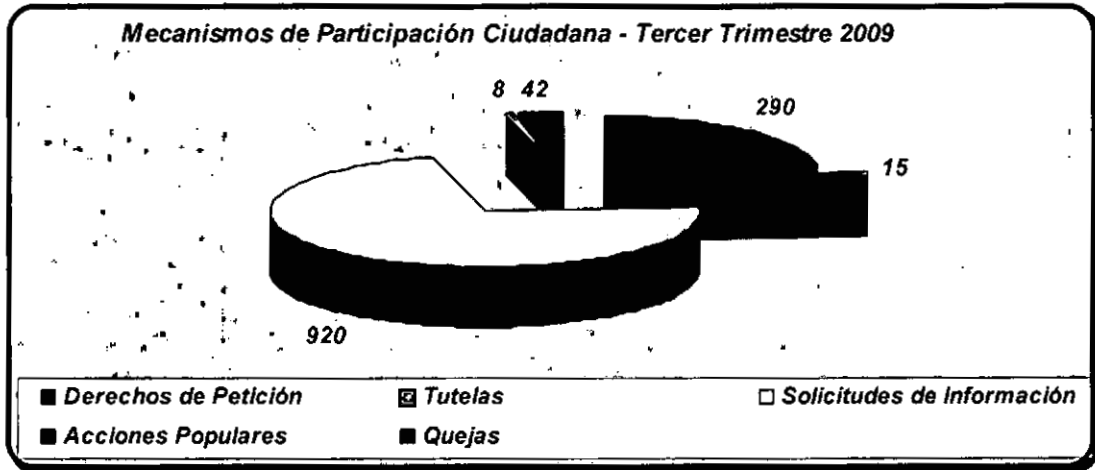 Mecanismos de Participación Ciudadana - Tercer Trimestre 2009
8 42 290
15
920
Derechos de Petición Tutelas Solicitudes de Información
Acciones Populares Quejas